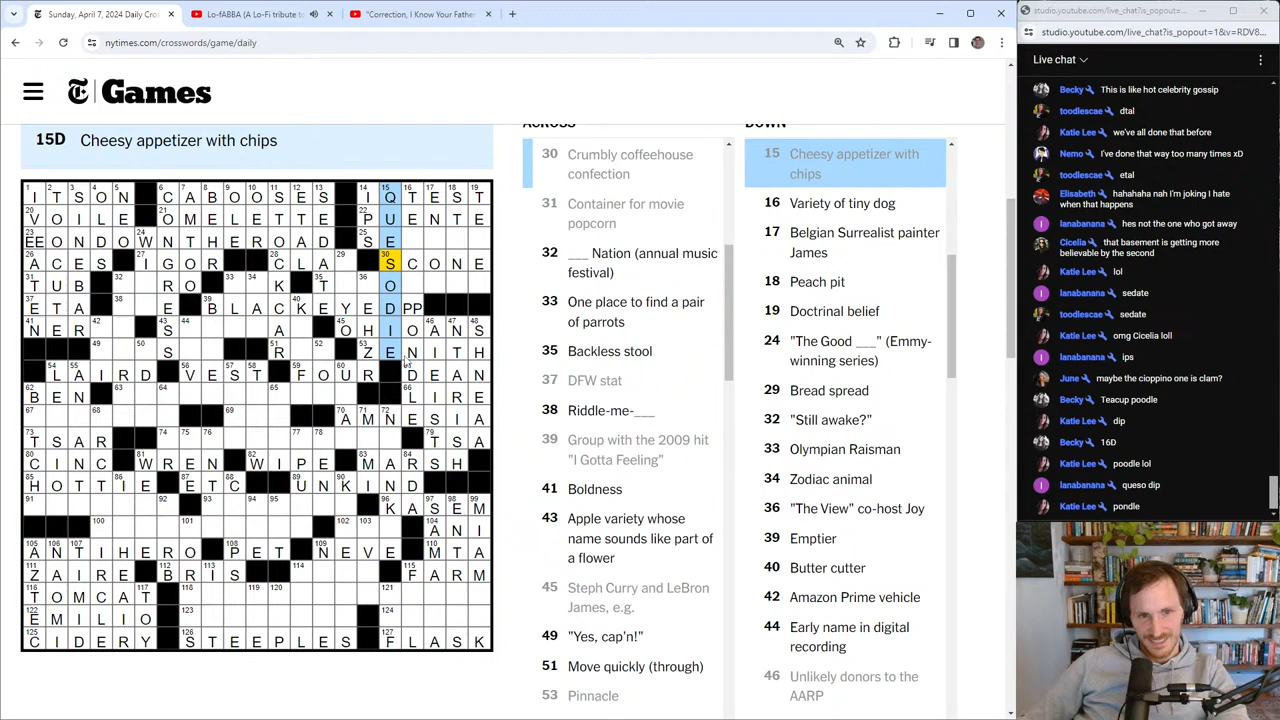 Sunday, April 7, 2024 Daily Cros
Lo-fABBA (A Lo-Fi tribute to
"Correction, I Know Your Father
nytimes.com/crosswords/game/daily
Games
15D Cheesy appetizer with chips
ACROSS
30 Crumbly coffeehouse
confection
31 Container for movie
popcorn
32 ___ Nation (annual music
festival)
33 One place to find a pair
of parrots
35 Backless stool
37 DFW stat
38 Riddle-me-___
39 Group with the 2009 hit
"I Gotta Feeling"
41 Boldness
43 Apple variety whose
name sounds like part of
a flower
45 Steph Curry and LeBron
James, e.g.
49 "Yes, cap'n!"
51 Move quickly (through)
53 Pinnacle
DOWN
15 Cheesy appetizer with
chips
16 Variety of tiny dog
17 Belgian Surrealist painter
James
18 Peach pit
19 Doctrinal belief
24 "The Good ___" (Emmy-
winning series)
29 Bread spread
32 "Still awake?"
33 Olympian Raisman
34 Zodiac animal
36 "The View" co-host Joy
39 Emptier
40 Butter cutter
42 Amazon Prime vehicle
44 Early name in digital
recording
46 Unlikely donors to the
AARP
studio.youtube.com/live_chat?is_popout=...
studio.youtube.com/live_chat?is_popout=1&v=RDV8...
Live chat
Becky This is like hot celebrity gossip
toodlescae dtal
Katie Lee we've all done that before
Nemo I've done that way too many times xD
toodlescae etal
Elisabeth hahahaha nah I'm joking I hate
when that happens
lanabanana hes not the one who got away
Cicelia that basement is getting more
believable by the second
Katie Lee lol
lanabanana sedate
toodlescae sedate
Katie Lee omg Cicelia loll
lanabanana ips
June maybe the cioppino one is clam?
Becky Teacup poodle
Katie Lee dip
Becky 16D
Katie Lee poodle lol
lanabanana queso dip
Katie Lee pondle